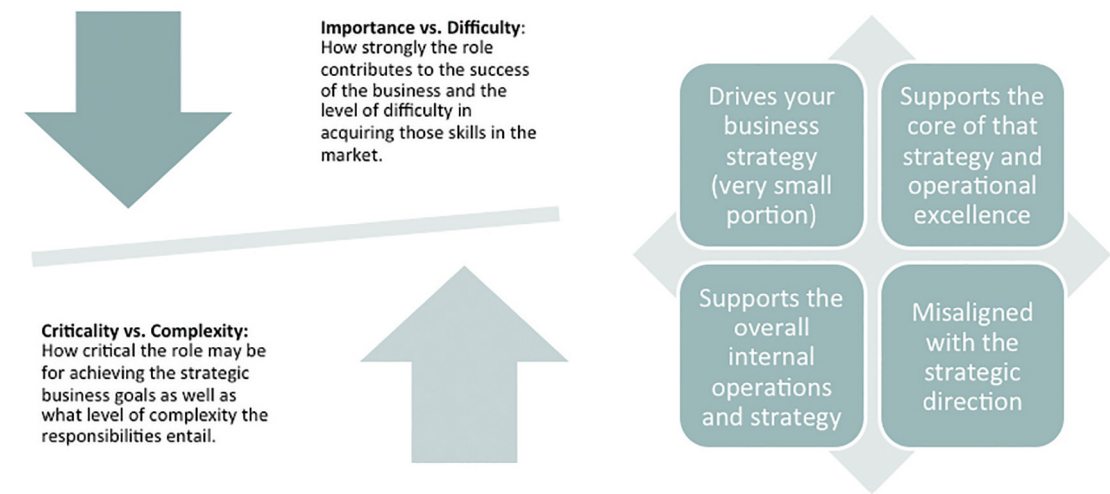 Importance vs. Difficulty:
How strongly the role
contributes to the success
of the business and the
level of difficulty in
acquiring those skills in the
market.
Criticality vs. Complexity:
How critical the role may be
for achieving the strategic
business goals as well as
what level of complexity the
responsibilities entail.
Drives your
business
strategy
(very small
portion)
Supports the
core of that
strategy and
operational
excellence
Supports the
overall
internal
operations
and strategy
Misaligned
with the
strategic
direction